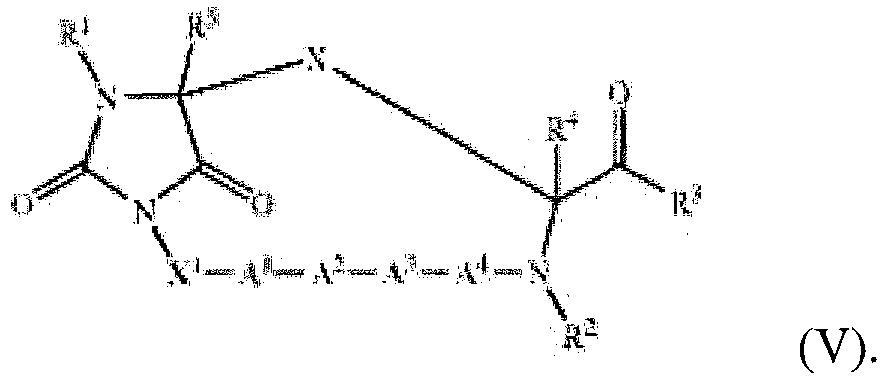 R¹ R⁵
X
N O
R⁴
O N O R³
X¹ A¹ A² A³ A⁴ N
R²
(V).